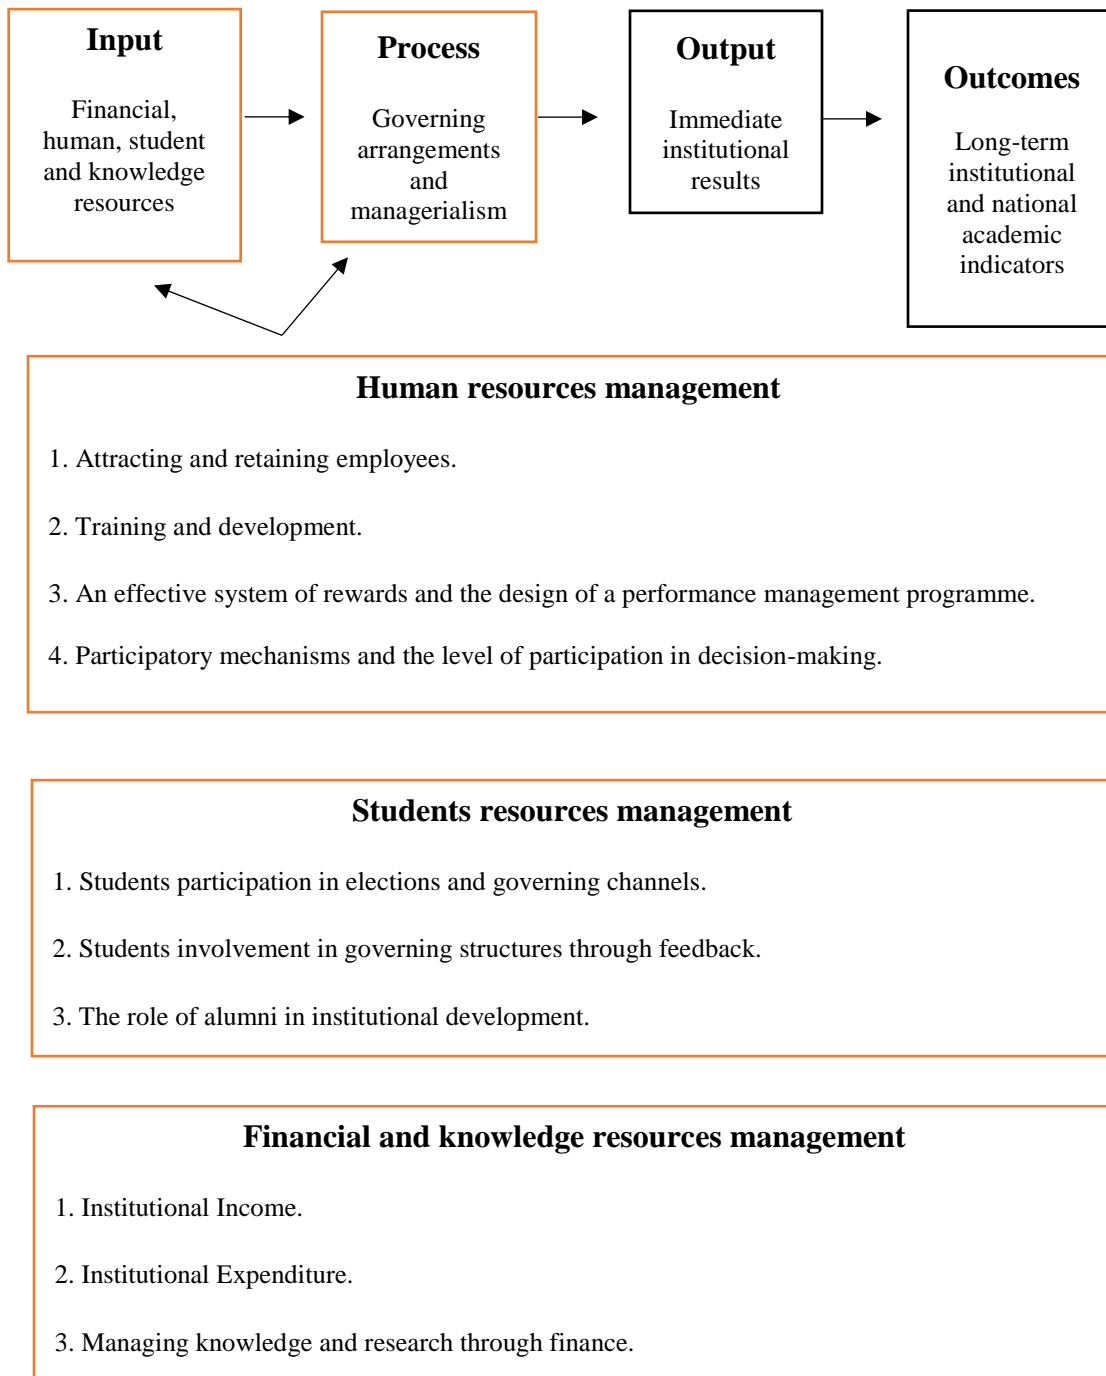 Input
Financial,
human, student
and knowledge
resources
Process
Governing
arrangements
and
managerialism
Output
Immediate
institutional
results
Outcomes
Long-term
institutional
and national
academic
indicators
Human resources management
1. Attracting and retaining employees.
2. Training and development.
3. An effective system of rewards and the design of a performance management programme.
4. Participatory mechanisms and the level of participation in decision-making.
Students resources management
1. Students participation in elections and governing channels.
2. Students involvement in governing structures through feedback.
3. The role of alumni in institutional development.
Financial and knowledge resources management
1. Institutional Income.
2. Institutional Expenditure.
3. Managing knowledge and research through finance.